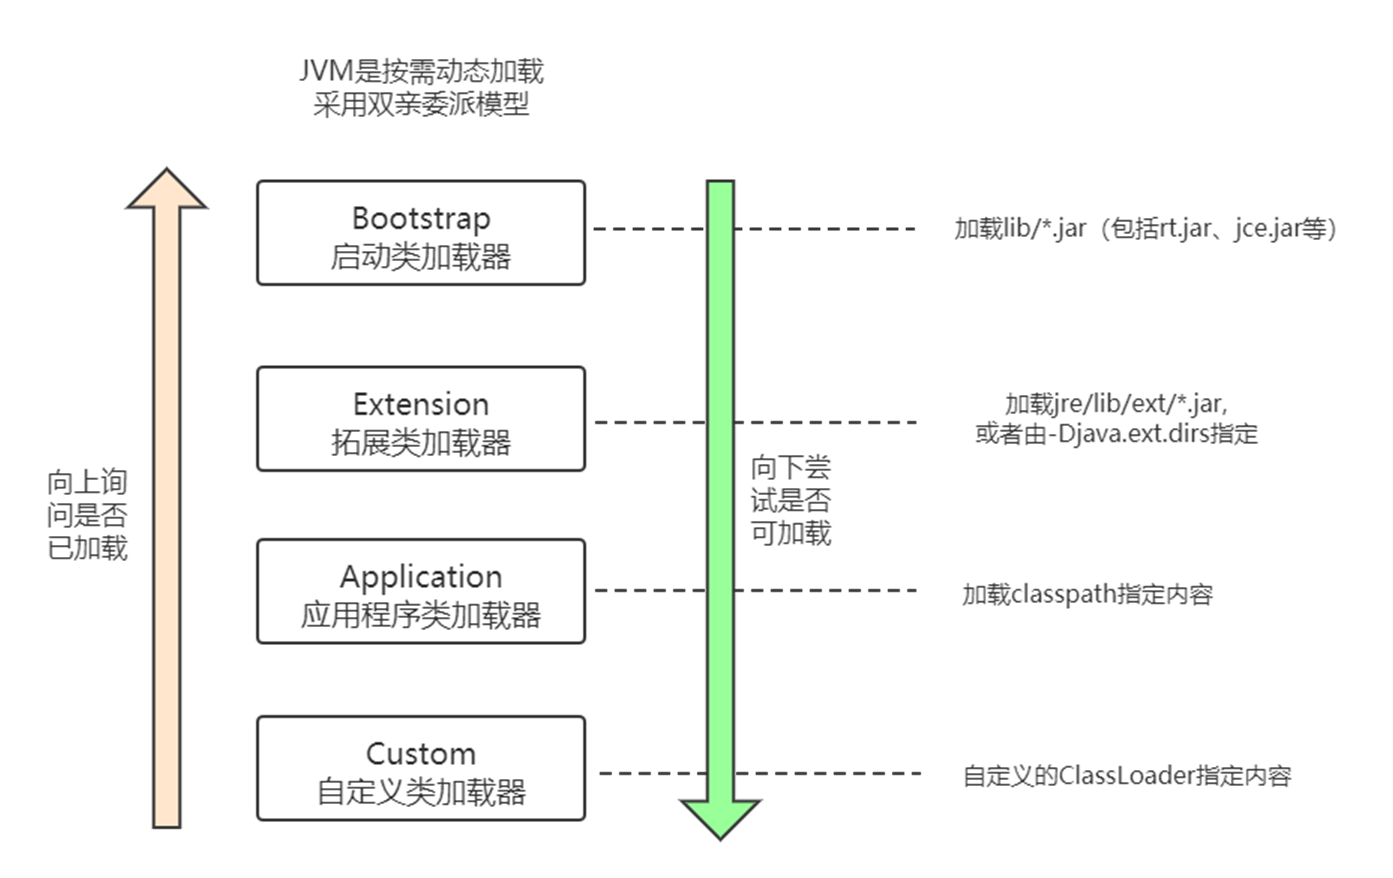 JVM是按需动态加载
采用双亲委派模型
Bootstrap
启动类加载器
加载lib/*.jar（包括rt.jar、jce.jar等）
Extension
拓展类加载器
加载jre/lib/ext/*.jar,
或者由-Djava.ext.dirs指定
向上询
问是否
已加载
向下尝
试是否
可加载
Application
应用程序类加载器
加载classpath指定内容
Custom
自定义类加载器
自定义的ClassLoader指定内容